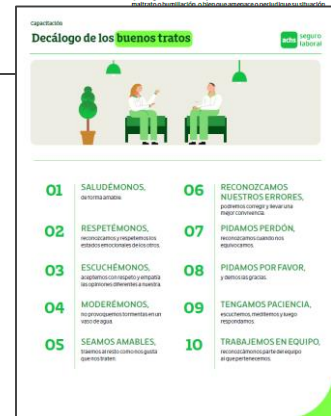 maltrato o humillación, o bien que amenace o perjudique su situación
Capacitación
Decálogo de los buenos tratos
achs seguro
laboral
01 SALUDÉMONOS,
de forma amable.
02 RESPETÉMONOS,
reconozcamos y respetemos los
estados emocionales de los otros.
03 ESCUCHÉMONOS,
aceptemos con respeto y empatía
las opiniones diferentes a nuestra.
04 MODERÉMONOS,
no provoquemos tormentas en un
vaso de agua.
05 SEAMOS AMABLES,
traemos al resto como nos gusta
que nos traten.
06 RECONOZCAMOS
NUESTROS ERRORES,
podremos corregir y llevar una
mejor convivencia.
07 PIDAMOS PERDÓN,
reconozcamos cuando nos
equivocamos.
08 PIDAMOS POR FAVOR,
y demos las gracias.
09 TENGAMOS PACIENCIA,
escuchemos, meditemos y luego
respondamos.
10 TRABAJEMOS EN EQUIPO,
reconozcámonos parte del equipo
al que pertenecemos.